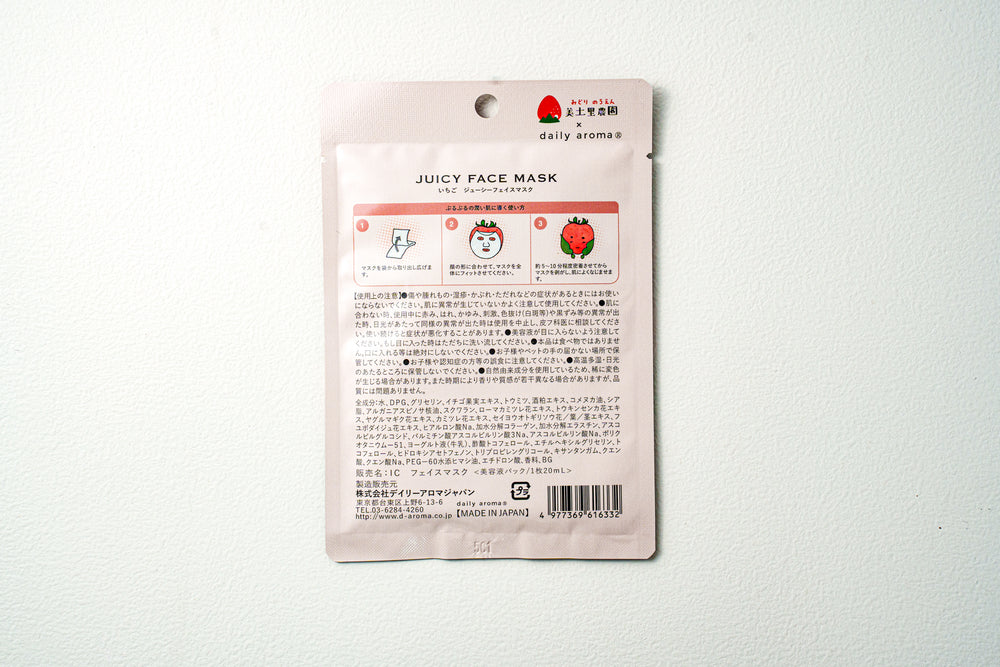 みどり のうえん
美土里農園
×
daily aroma®
JUICY FACE MASK
いちご ジューシーフェイスマスク
ぷるぷるの潤い肌に導く使い方
1
マスクを袋から取り出し広げます。
2
顔の形に合わせて、マスクを全
体にフィットさせてください。
3
約5~10分程度密着させてから
マスクを剥がし、肌によくなじませま
す。
【使用上の注意】●傷や腫れもの・湿疹・かぶれ・ただれなどの症状があるときにはお使い
にならないでください。肌に異常が生じていないかよく注意して使用してください。●肌に
合わない時、使用中に赤み、はれ、かゆみ、刺激、色抜け(白斑等)や黒ずみ等の異常が出
た時、日光があたって同様の異常が出た時は使用を中止し、皮フ科医に相談してくださ
い。使い続けると症状が悪化することがあります。●美容液が目に入らないよう注意して
ください。もし目に入った時はただちに洗い流してください。●本品は食べ物ではありませ
ん。口に入れる等は絶対にしないでください。●お子様やペットの手の届かない場所で保
管してください。●お子様や認知症の方等の誤食に注意してください。●高温多湿・日光
のあたるところに保管しないでください。●自然由来成分を使用しているため、稀に変色
が生じる場合があります。また時期により香りや質感が若干異なる場合がありますが、品
質には問題ありません。
全成分:水、DPG、グリセリン、イチゴ果実エキス、トウミツ、酒粕エキス、コメヌカ油、シア
脂、アルガニアスピノサ核油、スクワラン、ローマカミツレ花エキス、トウキンセンカ花エキ
ス、ヤグルマギク花エキス、カミツレ花エキス、セイヨウオトギリソウ花/葉/茎エキス、フ
ユボダイジュ花エキス、ヒアルロン酸Na、加水分解コラーゲン、加水分解エラスチン、アス
コルビルグルコシド、パルミチン酸アスコルビルリン酸3Na、アスコルビルリン酸Na、ポリク
オタニウム-51、ヨーグルト液(牛乳)、酢酸トコフェロール、エチルヘキシルグリセリン、ト
コフェロール、ヒドロキシアセトフェノン、トリプロピレングリコール、キサンタンガム、クエン
酸、クエン酸Na、PEG-60水添ヒマシ油、エチドロン酸、香料、BG
販売名:IC フェイスマスク <美容液パック/1枚20mL>
製造販売元
株式会社デイリーアロマジャパン
東京都台東区上野6-13-6
TEL.03-6284-4260
http://www.d-aroma.co.jp
プラ
daily aroma®
【MADE IN JAPAN】
4 977369 616332
5C1